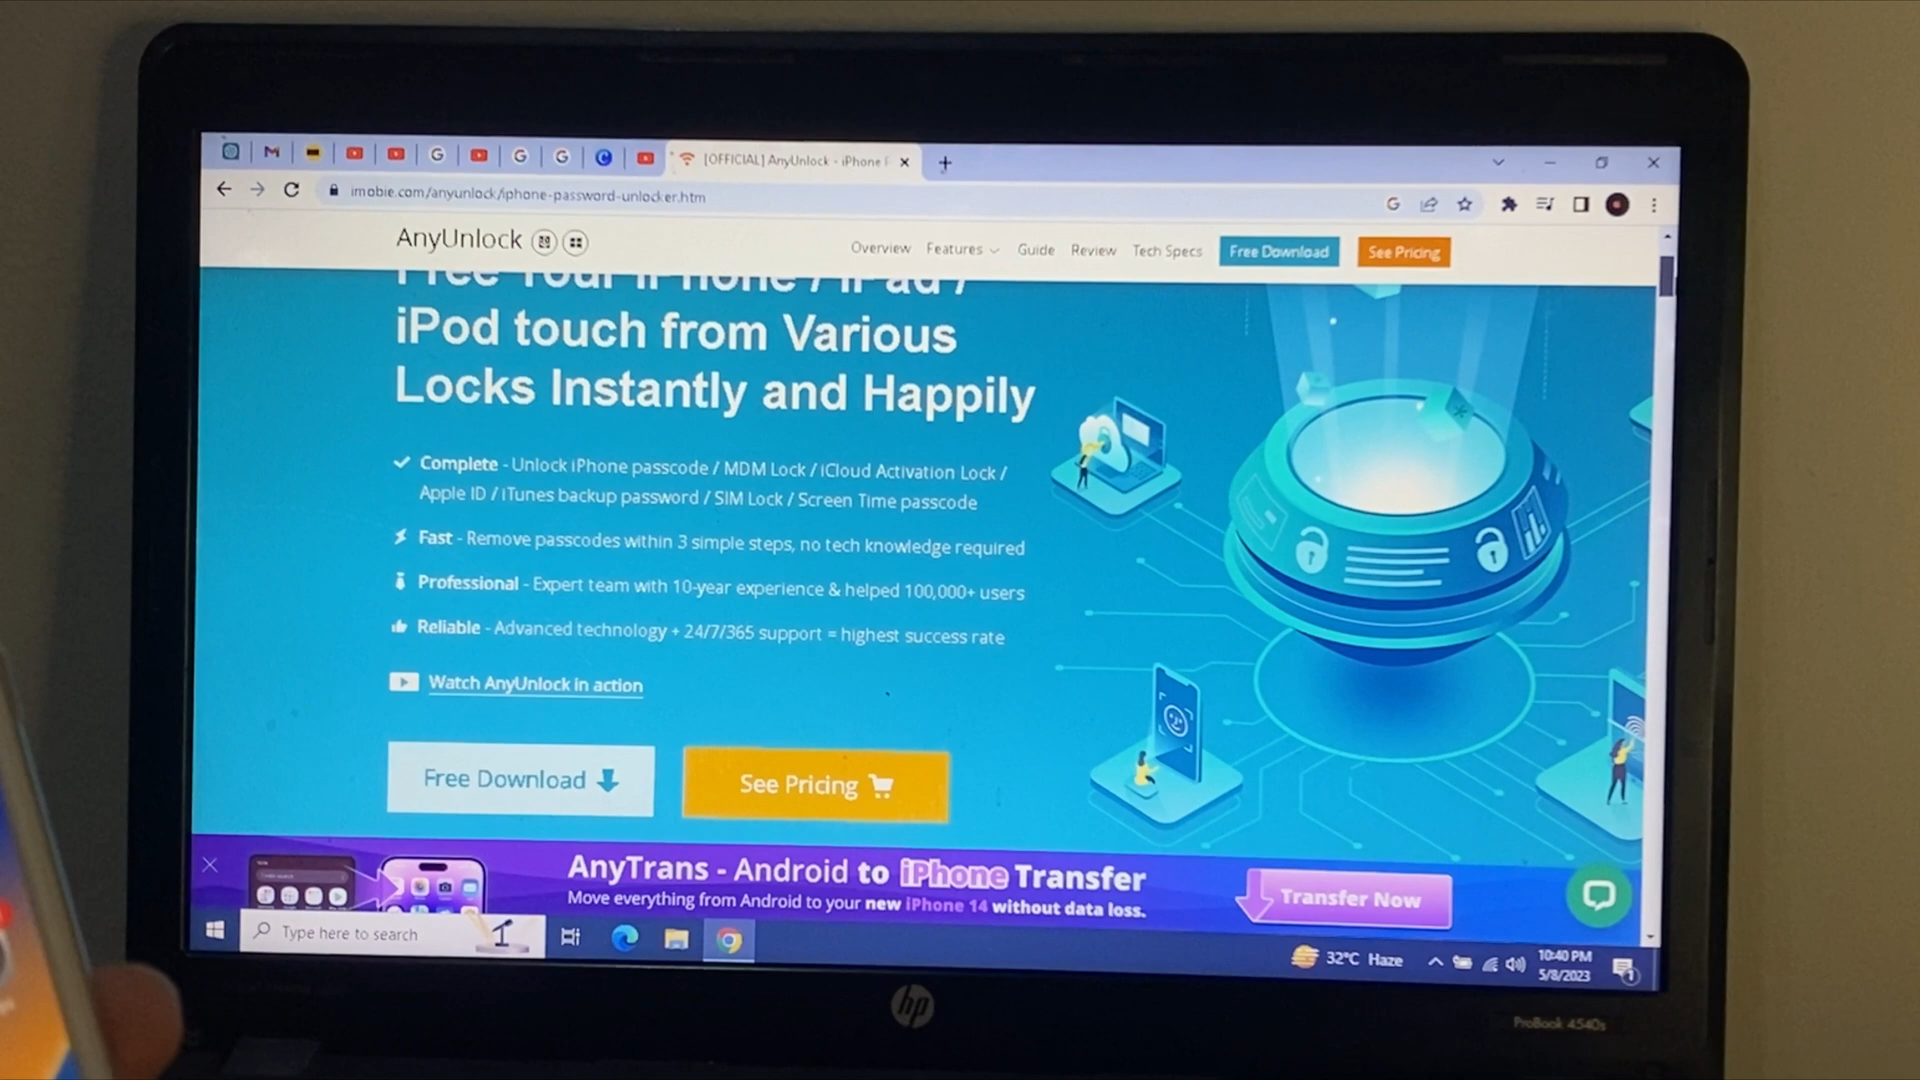 [OFFICIAL] AnyUnlock - iPhone
imobie.com/anyunlock/iphone-password-unlocker.htm
AnyUnlock
Overview
Features
Guide
Review
Tech Specs
Free Download
See Pricing
Free Your iPhone / iPad /
iPod touch from Various
Locks Instantly and Happily
Complete - Unlock iPhone passcode / MDM Lock / iCloud Activation Lock /
Apple ID / iTunes backup password / SIM Lock / Screen Time passcode
Fast - Remove passcodes within 3 simple steps, no tech knowledge required
Professional - Expert team with 10-year experience & helped 100,000+ users
Reliable - Advanced technology + 24/7/365 support = highest success rate
Watch AnyUnlock in action
Free Download
See Pricing
AnyTrans - Android to iPhone Transfer
Move everything from Android to your new iPhone 14 without data loss.
Transfer Now
Type here to search
32°C Haze
10:40 PM
5/8/2023
1
hp
ProBook 4540s